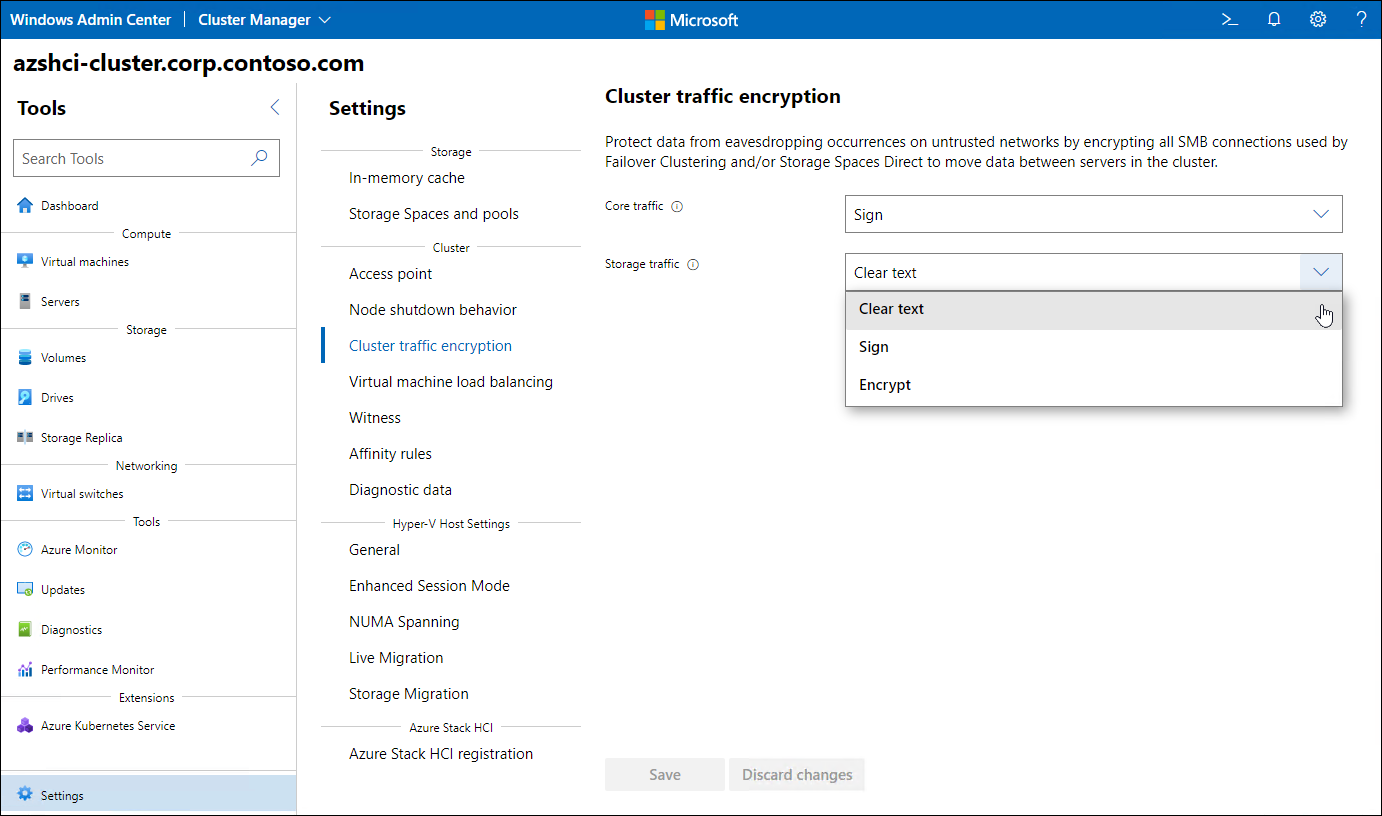 Windows Admin Center
Cluster Manager
Microsoft
azshci-cluster.corp.contoso.com
Tools
Search Tools
Dashboard
Compute
Virtual machines
Servers
Storage
Volumes
Drives
Storage Replica
Networking
Virtual switches
Tools
Azure Monitor
Updates
Diagnostics
Performance Monitor
Extensions
Azure Kubernetes Service
Settings
Settings
Storage
In-memory cache
Storage Spaces and pools
Cluster
Access point
Node shutdown behavior
Cluster traffic encryption
Virtual machine load balancing
Witness
Affinity rules
Diagnostic data
Hyper-V Host Settings
General
Enhanced Session Mode
NUMA Spanning
Live Migration
Storage Migration
Azure Stack HCI
Azure Stack HCI registration
Cluster traffic encryption
Protect data from eavesdropping occurrences on untrusted networks by encrypting all SMB connections used by
Failover Clustering and/or Storage Spaces Direct to move data between servers in the cluster.
Core traffic
Sign
Storage traffic
Clear text
Clear text
Sign
Encrypt
Save
Discard changes